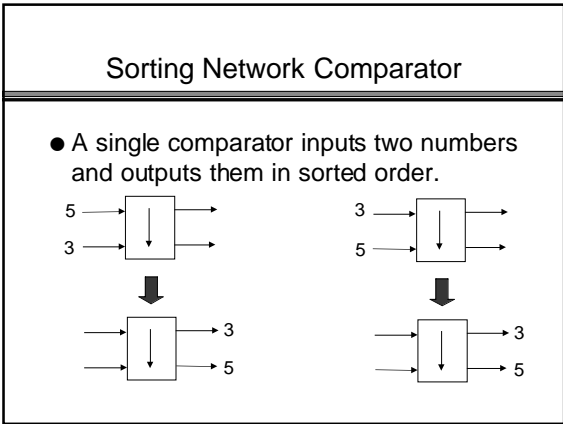 Sorting Network Comparator
● A single comparator inputs two numbers
and outputs them in sorted order.
5
3
3
5
3
5
3
5